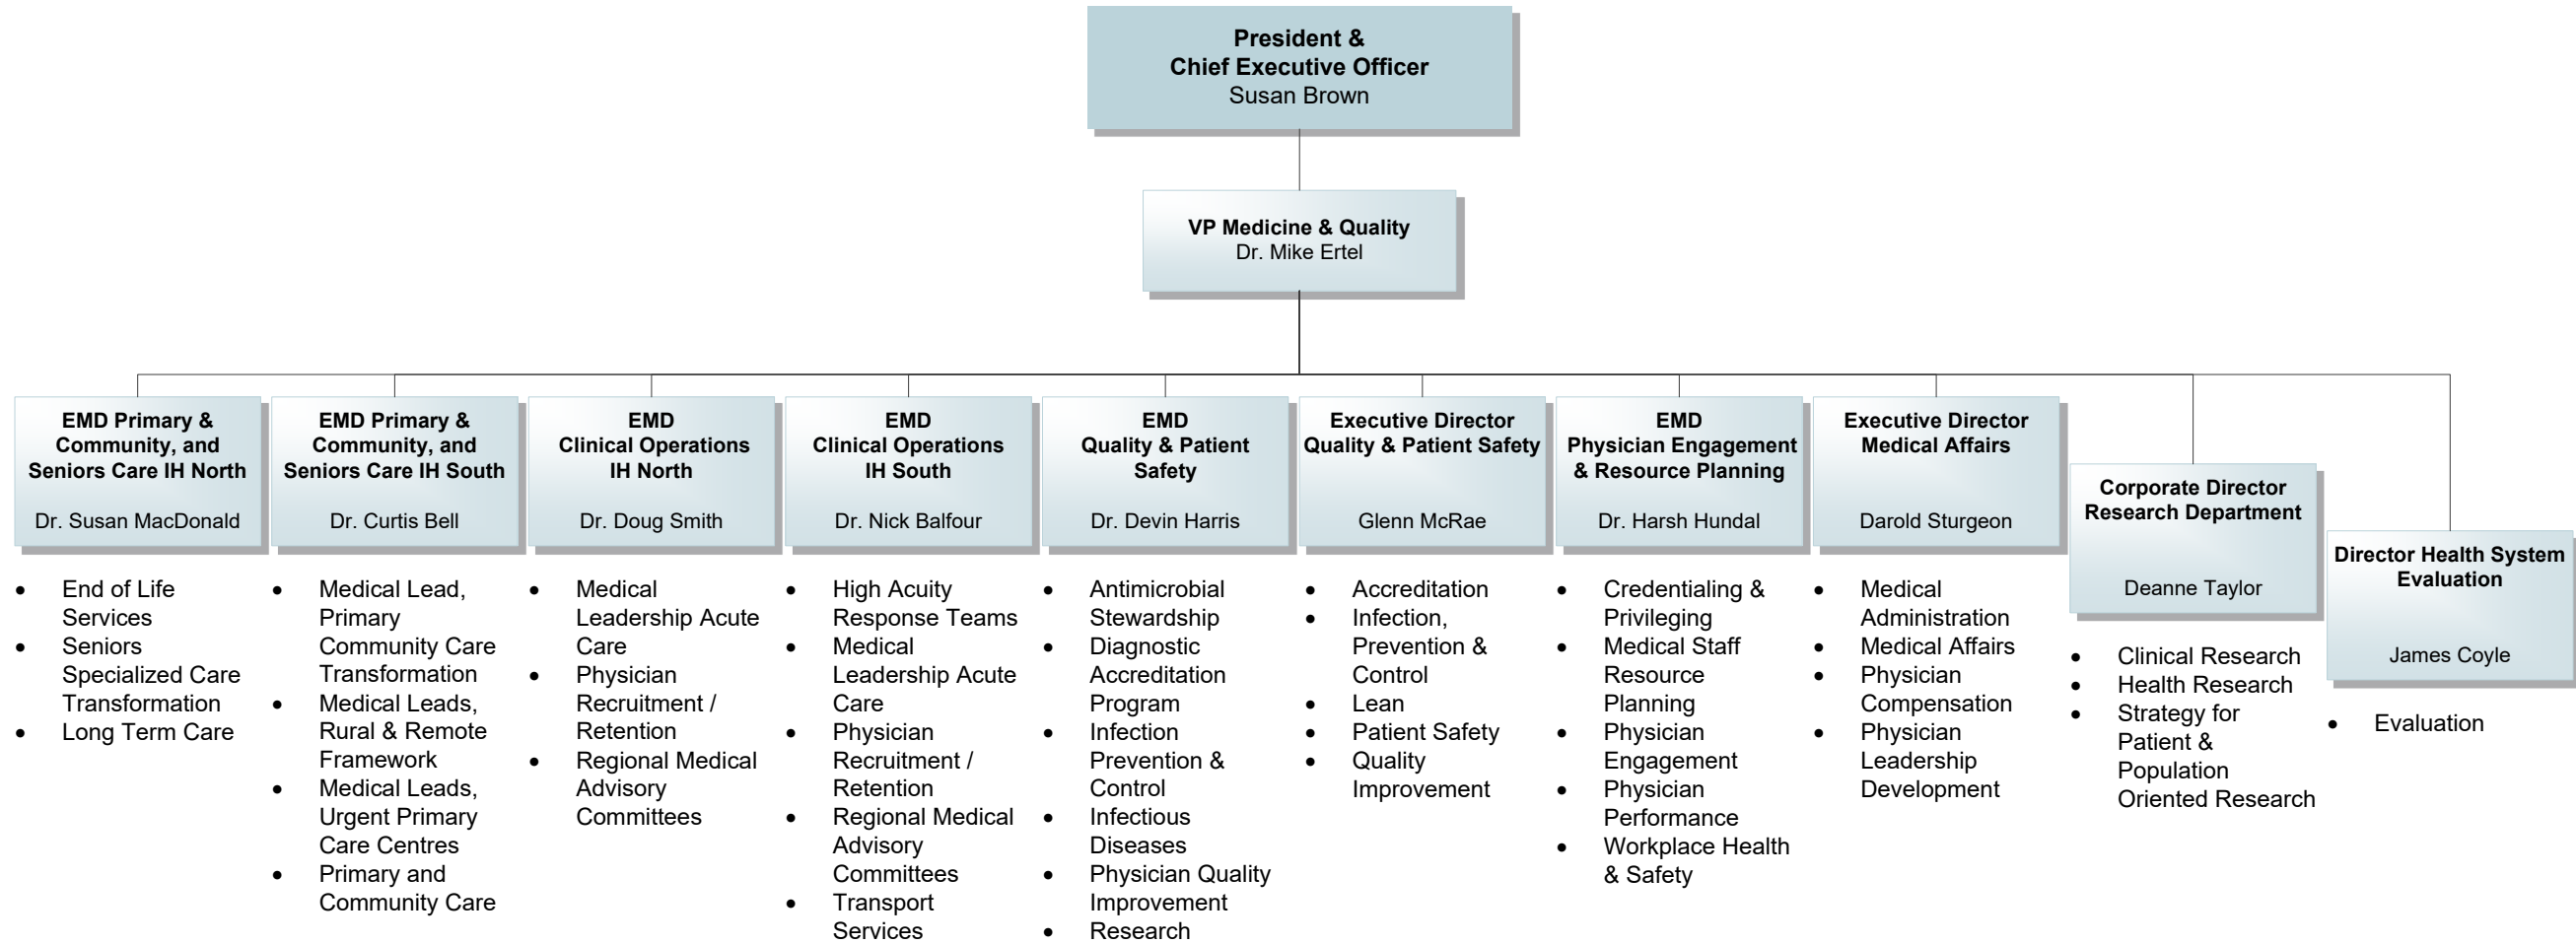 President &
Chief Executive Officer
Susan Brown
VP Medicine & Quality
Dr. Mike Ertel
EMD Primary &
Community, and
Seniors Care IH North
Dr. Susan MacDonald
• End of Life
Services
• Seniors
Specialized Care
Transformation
• Long Term Care
EMD Primary &
Community, and
Seniors Care IH South
Dr. Curtis Bell
• Medical Lead,
Primary
Community Care
Transformation
• Medical Leads,
Rural & Remote
Framework
• Medical Leads,
Urgent Primary
Care Centres
• Primary and
Community Care
EMD
Clinical Operations
IH North
Dr. Doug Smith
• Medical
Leadership Acute
Care
• Physician
Recruitment /
Retention
• Regional Medical
Advisory
Committees
EMD
Clinical Operations
IH South
Dr. Nick Balfour
• High Acuity
Response Teams
• Medical
Leadership Acute
Care
• Physician
Recruitment /
Retention
• Regional Medical
Advisory
Committees
• Transport
Services
EMD
Quality & Patient
Safety
Dr. Devin Harris
• Antimicrobial
Stewardship
• Diagnostic
Accreditation
Program
• Infection
Prevention &
Control
• Infectious
Diseases
• Physician Quality
Improvement
• Research
Executive Director
Quality & Patient Safety
Glenn McRae
• Accreditation
• Infection,
Prevention &
Control
• Lean
• Patient Safety
• Quality
Improvement
EMD
Physician Engagement
& Resource Planning
Dr. Harsh Hundal
• Credentialing &
Privileging
• Medical Staff
Resource
Planning
• Physician
Engagement
• Physician
Performance
• Workplace Health
& Safety
Executive Director
Medical Affairs
Darold Sturgeon
• Medical
Administration
• Medical Affairs
• Physician
Compensation
• Physician
Leadership
Development
Corporate Director
Research Department
Deanne Taylor
• Clinical Research
• Health Research
• Strategy for
Patient &
Population
Oriented Research
Director Health System
Evaluation
James Coyle
• Evaluation